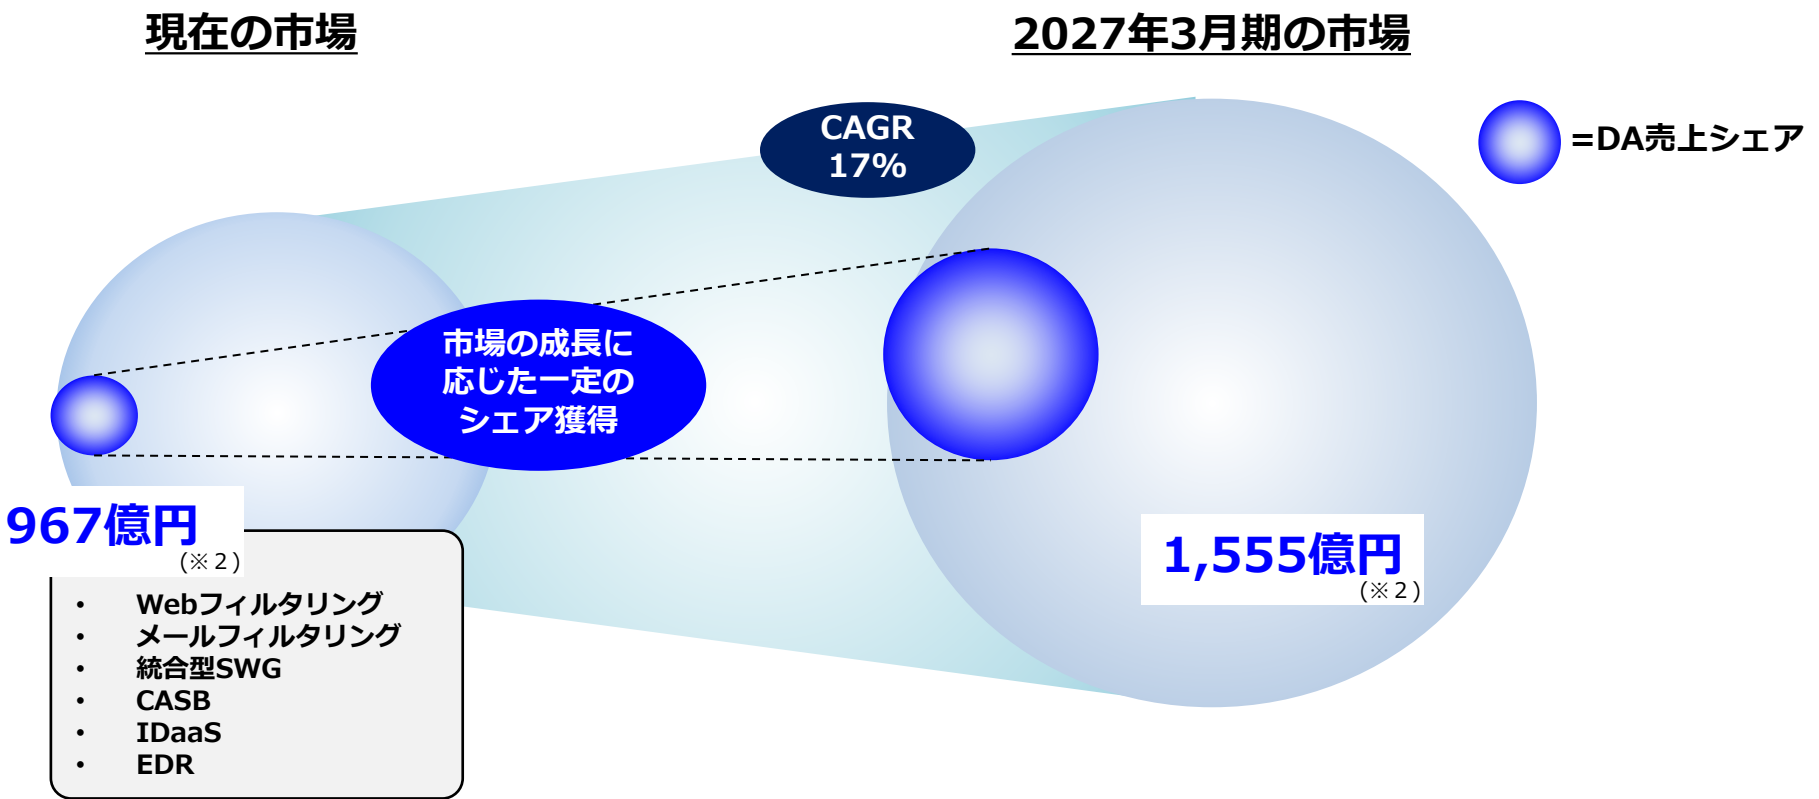 現在の市場
2027年3月期の市場
CAGR
17%
=DA売上シェア
市場の成長に
応じた一定の
シェア獲得
967億円
(※２)
1,555億円
(※２)
• Webフィルタリング
• メールフィルタリング
• 統合型SWG
• CASB
• IDaaS
• EDR